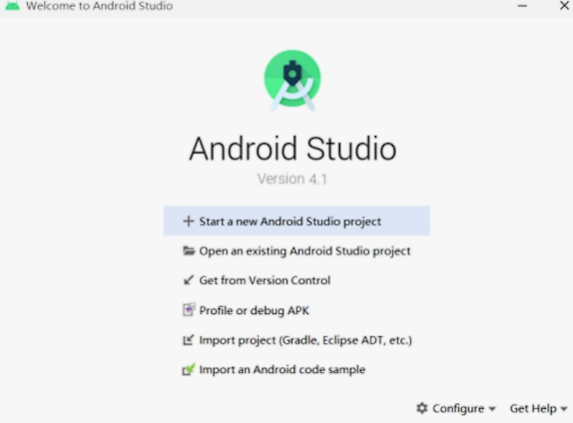 Welcome to Android Studio
Android Studio
Version 4.1
Start a new Android Studio project
Open an existing Android Studio project
Get from Version Control
Profile or debug APK
Import project (Gradle, Eclipse ADT, etc.)
Import an Android code sample
Configure
Get Help